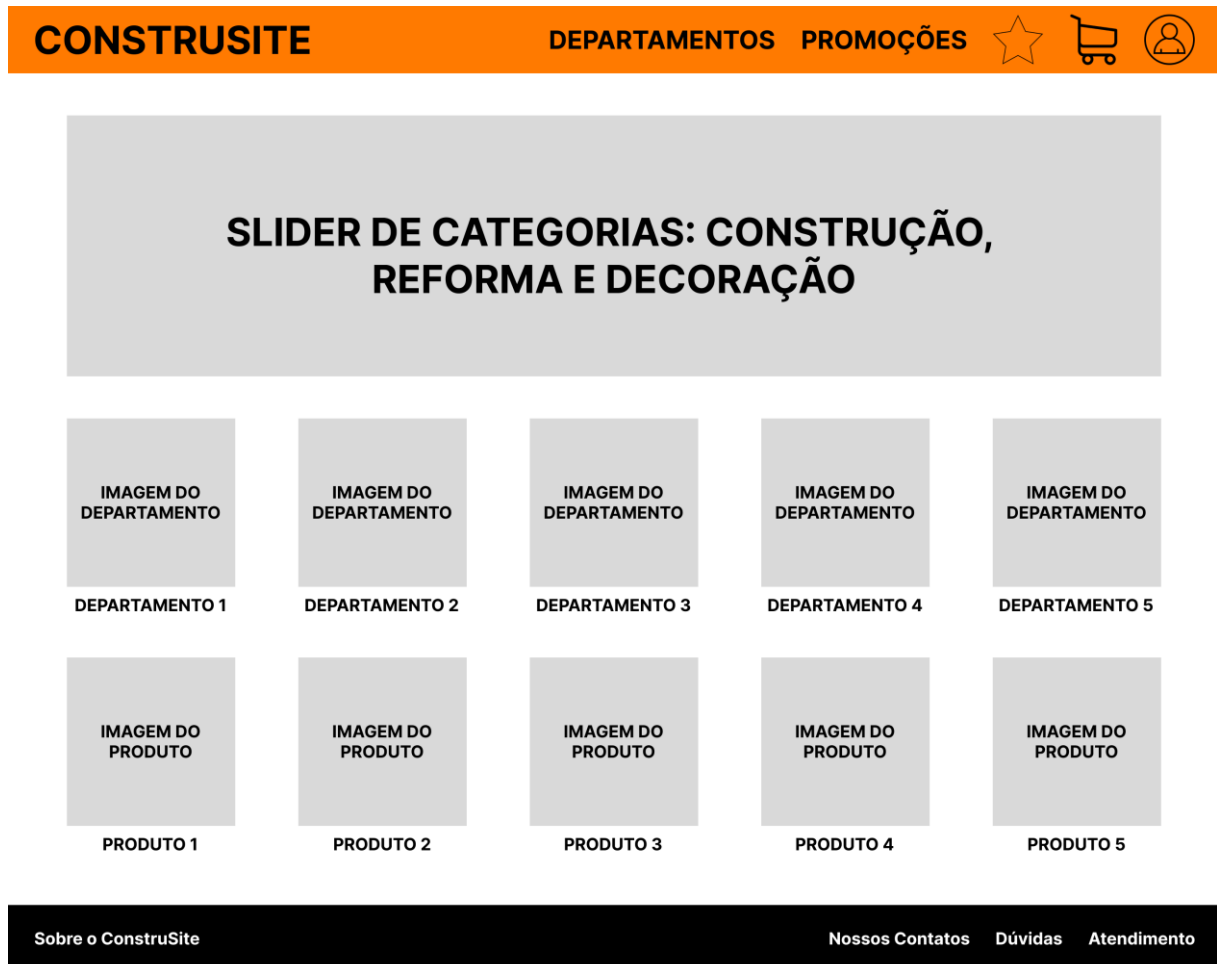 CONSTRUSITE
DEPARTAMENTOS PROMOÇÕES
SLIDER DE CATEGORIAS: CONSTRUÇÃO,
REFORMA E DECORAÇÃO
IMAGEM DO
DEPARTAMENTO
IMAGEM DO
DEPARTAMENTO
IMAGEM DO
DEPARTAMENTO
IMAGEM DO
DEPARTAMENTO
IMAGEM DO
DEPARTAMENTO
DEPARTAMENTO 1
DEPARTAMENTO 2
DEPARTAMENTO 3
DEPARTAMENTO 4
DEPARTAMENTO 5
IMAGEM DO
PRODUTO
IMAGEM DO
PRODUTO
IMAGEM DO
PRODUTO
IMAGEM DO
PRODUTO
IMAGEM DO
PRODUTO
PRODUTO 1
PRODUTO 2
PRODUTO 3
PRODUTO 4
PRODUTO 5
Sobre o ConstruSite
Nossos Contatos
Dúvidas
Atendimento